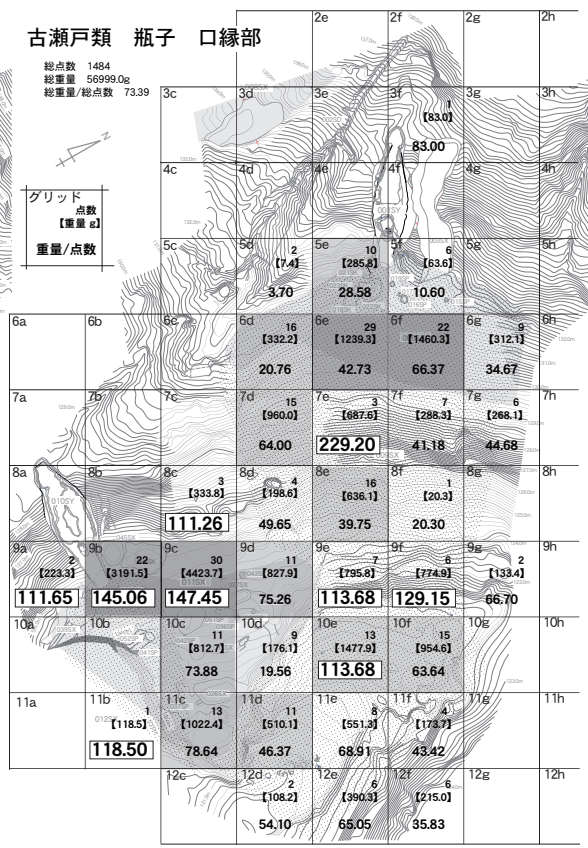 古瀬戸類　瓶子　口縁部
総点数　1484
総重量　56999.0g
総重量/総点数　73.39
グリッド
点数
【重量 g】
重量/点数
2e 2f 2g 2h
3c 3d 3e 3f 3g 3h
1
【83.0】
83.00
4c 4d 4e 4f 4g 4h
001SY
5c 5d 5e 5f 5g 5h
2 10 6
【7.4】 【285.8】 【63.6】
3.70 28.58 10.60
6a 6b 6c 6d 6e 6f 6g 6h
16 29 22 9
【332.2】 【1239.3】 【1460.3】 【312.1】
20.76 42.73 66.37 34.67
7a 7b 7c 7d 7e 7f 7g 7h
15 3 7 6
【960.0】 【687.6】 【288.3】 【268.1】
64.00 229.20 41.18 44.68
8a 8b 8c 8d 8e 8f 8g 8h
010SY
3 4 16 1
【333.8】 【198.6】 【636.1】 【20.3】
111.26 49.65 39.75 20.30
9a 9b 9c 9d 9e 9f 9g 9h
2 22 30 11 7 6 2
【223.3】 【3191.5】 【4423.7】 【827.9】 【795.8】 【774.9】 【133.4】
111.65 145.06 147.45 75.26 113.68 129.15 66.70
10a 10b 10c 10d 10e 10f 10g 10h
11 9 13 15
【812.7】 【176.1】 【1477.9】 【954.6】
73.88 19.56 113.68 63.64
11a 11b 11c 11d 11e 11f 11g 11h
1 13 11 8 4
【118.5】 【1022.4】 【510.1】 【551.3】 【173.7】
118.50 78.64 46.37 68.91 43.42
12c 12d 12e 12f 12g 12h
2 6 6
【108.2】 【390.3】 【215.0】
54.10 65.05 35.83